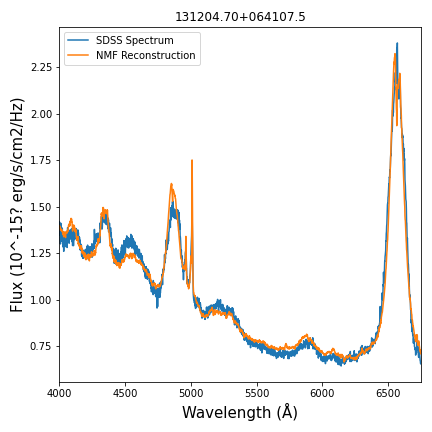 131204.70+064107.5
SDSS Spectrum
NMF Reconstruction
2.25
2.00
1.75
1.50
1.25
1.00
0.75
Flux (10^-15? erg/s/cm2/Hz)
4000 4500 5000 5500 6000 6500
Wavelength (Å)